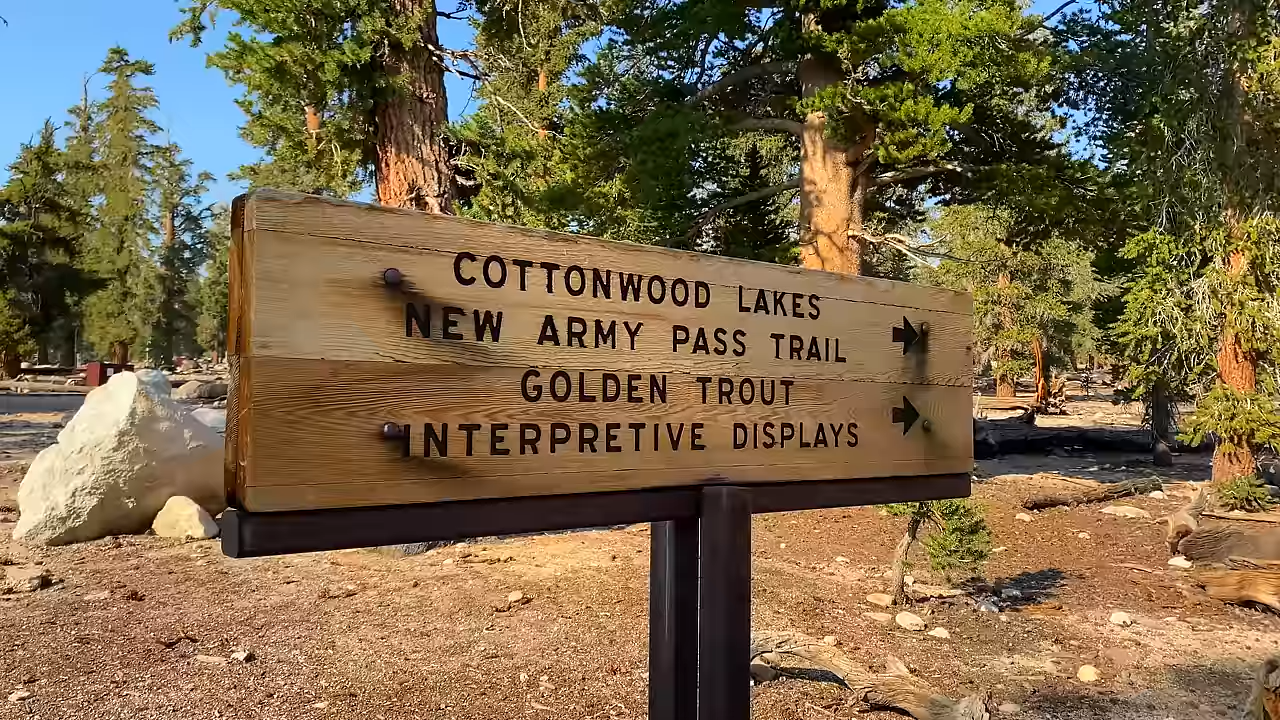 COTTONWOOD LAKES
NEW ARMY PASS TRAIL
GOLDEN TROUT
INTERPRETIVE DISPLAYS